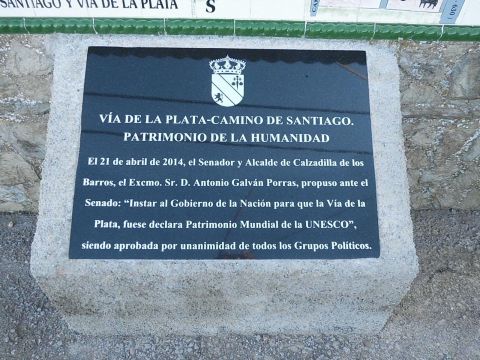 SANTIAGO Y VÍA DE LA PLATA
S
630
VÍA DE LA PLATA-CAMINO DE SANTIAGO.
PATRIMONIO DE LA HUMANIDAD
El 21 de abril de 2014, el Senador y Alcalde de Calzadilla de los
Barros, el Excmo. Sr. D. Antonio Galván Porras, propuso ante el
Senado: “Instar al Gobierno de la Nación para que la Vía de la
Plata, fuese declara Patrimonio Mundial de la UNESCO”,
siendo aprobada por unanimidad de todos los Grupos Políticos.